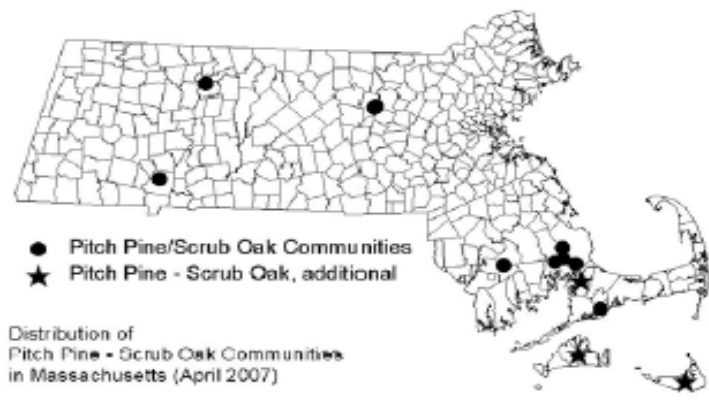 Pitch Pine/Scrub Oak Communities
Pitch Pine - Scrub Oak, additional
Distribution of
Pitch Pine - Scrub Oak Communities
in Massachusetts (April 2007)